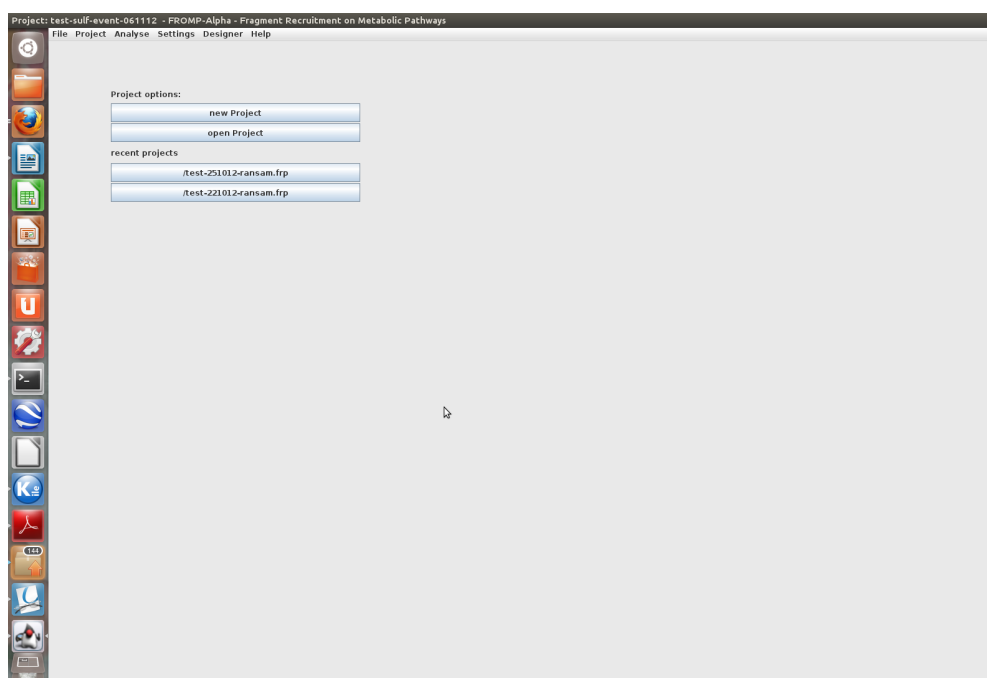 Project: test-sulf-event-061112 - FROMP-Alpha - Fragment Recruitment on Metabolic Pathways
File Project Analyse Settings Designer Help
Project options:
new Project
open Project
recent projects
/test-251012-ransam.frp
/test-221012-ransam.frp
144